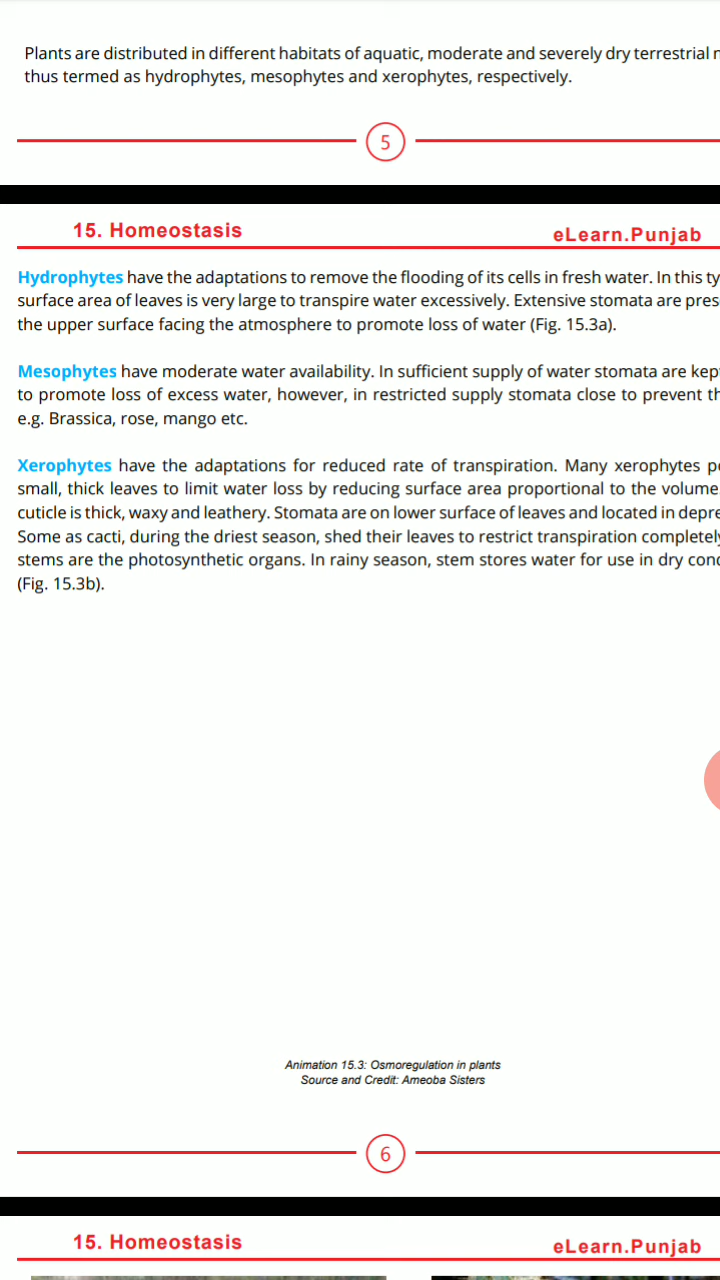 Plants are distributed in different habitats of aquatic, moderate and severely dry terrestrial
thus termed as hydrophytes, mesophytes and xerophytes, respectively.
5
15. Homeostasis
eLearn.Punjab
Hydrophytes have the adaptations to remove the flooding of its cells in fresh water. In this
surface area of leaves is very large to transpire water excessively. Extensive stomata are
the upper surface facing the atmosphere to promote loss of water (Fig. 15.3a).
Mesophytes have moderate water availability. In sufficient supply of water stomata are
to promote loss of excess water, however, in restricted supply stomata close to prevent
e.g. Brassica, rose, mango etc.
Xerophytes have the adaptations for reduced rate of transpiration. Many xerophytes
small, thick leaves to limit water loss by reducing surface area proportional to the volume
cuticle is thick, waxy and leathery. Stomata are on lower surface of leaves and located in
Some as cacti, during the driest season, shed their leaves to restrict transpiration
stems are the photosynthetic organs. In rainy season, stem stores water for use in dry
(Fig. 15.3b).
Animation 15.3: Osmoregulation in plants
Source and Credit: Ameoba Sisters
6
15. Homeostasis
eLearn.Punjab